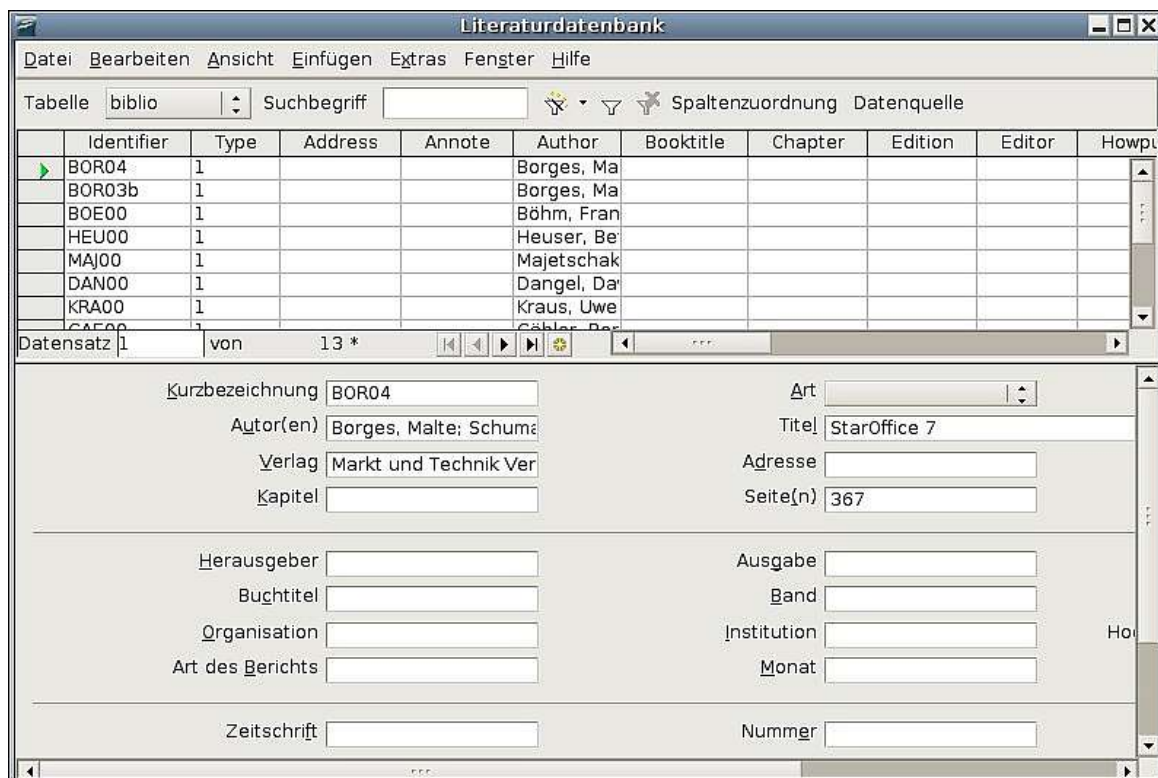 Literaturdatenbank
Datei Bearbeiten Ansicht Einfügen Extras Fenster Hilfe
Tabelle biblio Suchbegriff Spaltenzuordnung Datenquelle
Identifier Type Address Annote Author Booktitle Chapter Edition Editor Howpu
BOR04 1 Borges, Ma
BOR03b 1 Borges, Ma
BOE00 1 Böhm, Fran
HEU00 1 Heuser, Be
MAJ00 1 Majetschak
DAN00 1 Dangel, Da
KRA00 1 Kraus, Uwe
1
Datensatz 1 von 13 *
Kurzbezeichnung BOR04 Art
Autor(en) Borges, Malte; Schuma Titel StarOffice 7
Verlag Markt und Technik Ver Adresse
Kapitel Seite(n) 367
Herausgeber Ausgabe
Buchtitel Band
Organisation Institution Ho
Art des Berichts Monat
Zeitschrift Nummer